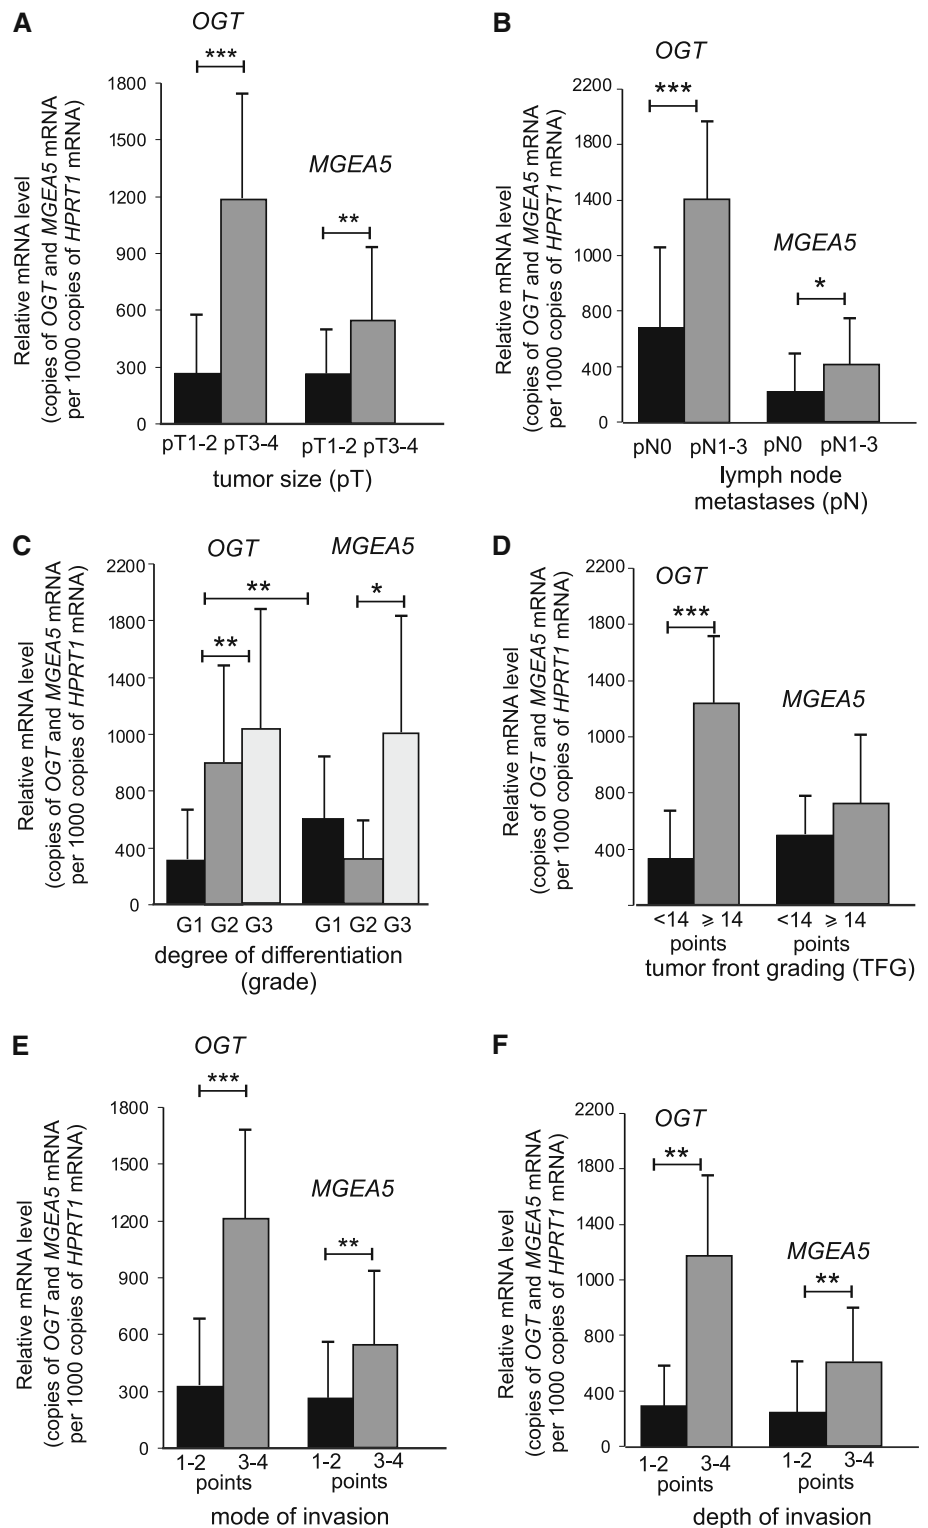 A
OGT
***
MGEA5
**
Relative mRNA level
(copies of OGT and MGEA5 mRNA
per 1000 copies of HPRT1 mRNA)
1800
1500
1200
900
600
300
0
pT1-2 pT3-4 pT1-2 pT3-4
tumor size (pT)
B
OGT
***
MGEA5
*
Relative mRNA level
(copies of OGT and MGEA5 mRNA
per 1000 copies of HPRT1 mRNA)
2200
1800
1400
1000
800
400
0
pN0 pN1-3 pN0 pN1-3
lymph node
metastases (pN)
C
OGT MGEA5
** *
**
Relative mRNA level
(copies of OGT and MGEA5 mRNA
per 1000 copies of HPRT1 mRNA)
2200
1800
1400
1000
800
400
0
G1 G2 G3 G1 G2 G3
degree of differentiation
(grade)
D
OGT
***
MGEA5
Relative mRNA level
(copies of OGT and MGEA5 mRNA
per 1000 copies of HPRT1 mRNA)
2200
1800
1400
1000
800
400
<14 ⩾ 14 <14 ⩾ 14
points points
tumor front grading (TFG)
E
OGT
***
MGEA5
**
Relative mRNA level
(copies of OGT and MGEA5 mRNA
per 1000 copies of HPRT1 mRNA)
1800
1500
1200
900
600
300
0
1-2 3-4 1-2 3-4
points points
mode of invasion
F
OGT
**
MGEA5
**
Relative mRNA level
(copies of OGT and MGEA5 mRNA
per 1000 copies of HPRT1 mRNA)
2200
1800
1400
1000
800
400
0
1-2 3-4 1-2 3-4
points points
depth of invasion